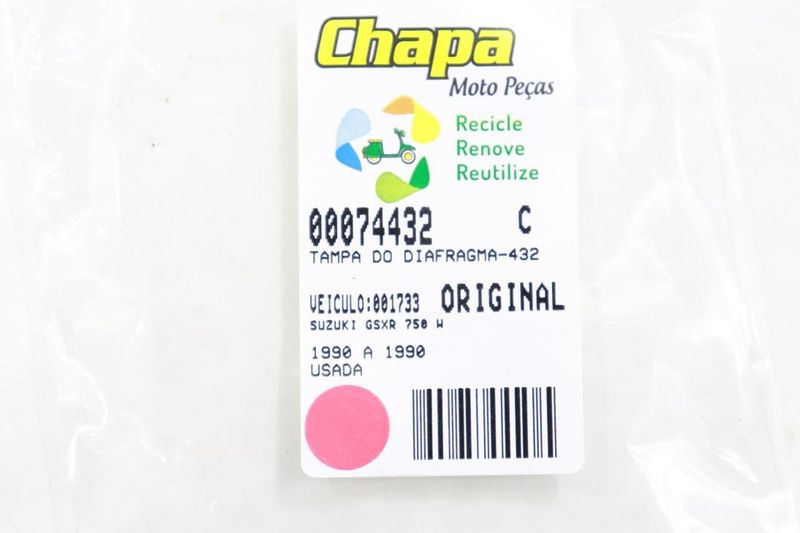 Chapa
Moto Peças
Recicle
Renove
Reutilize
00074432 C
TAMPA DO DIAFRAGMA-432
VEICULO:001733 ORIGINAL
SUZUKI GSXR 750 W
1990 A 1990
USADA